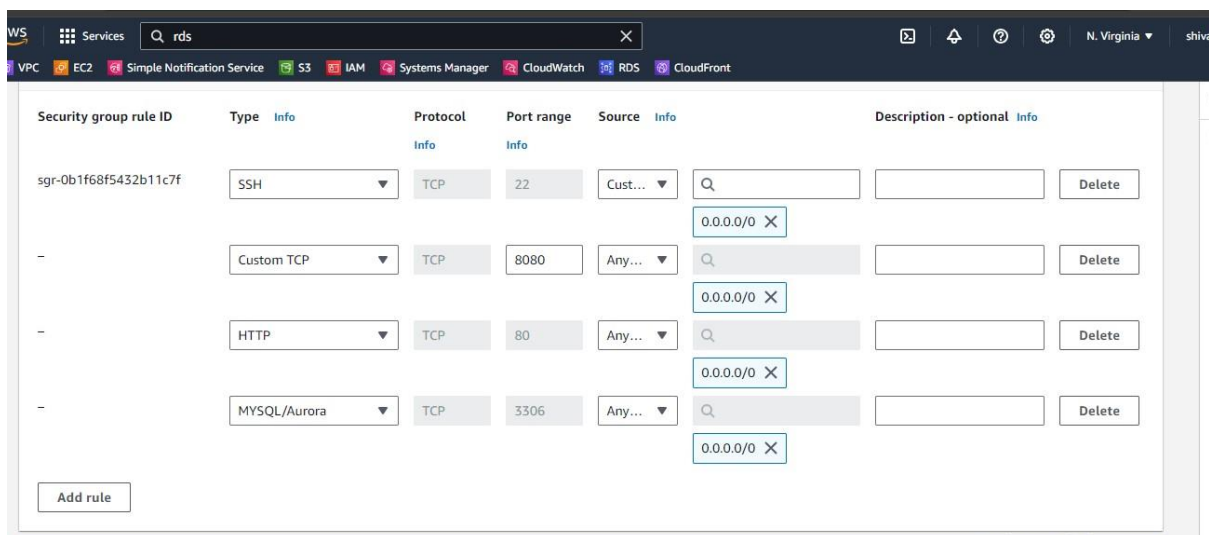 Services rds N. Virginia
VPC EC2 Simple Notification Service S3 IAM Systems Manager CloudWatch RDS CloudFront
Security group rule ID Type Info Protocol Info Port range Info Source Info Description - optional Info
sgr-0b1f68f5432b11c7f SSH TCP 22 Cust... Delete
0.0.0.0/0
– Custom TCP TCP 8080 Any... Delete
0.0.0.0/0
– HTTP TCP 80 Any... Delete
0.0.0.0/0
– MYSQL/Aurora TCP 3306 Any... Delete
0.0.0.0/0
Add rule